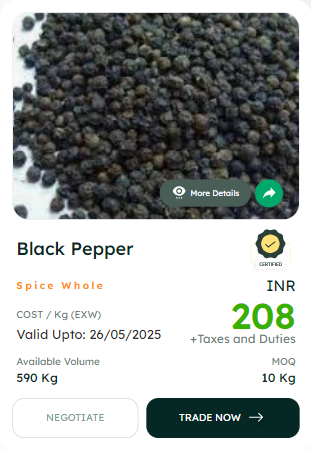 More Details
Black Pepper
CERTIFIED
Spice Whole
INR
COST / Kg (EXW)
208
Valid Upto: 26/05/2025
+Taxes and Duties
Available Volume
MOQ
590 Kg
10 Kg
NEGOTIATE
TRADE NOW